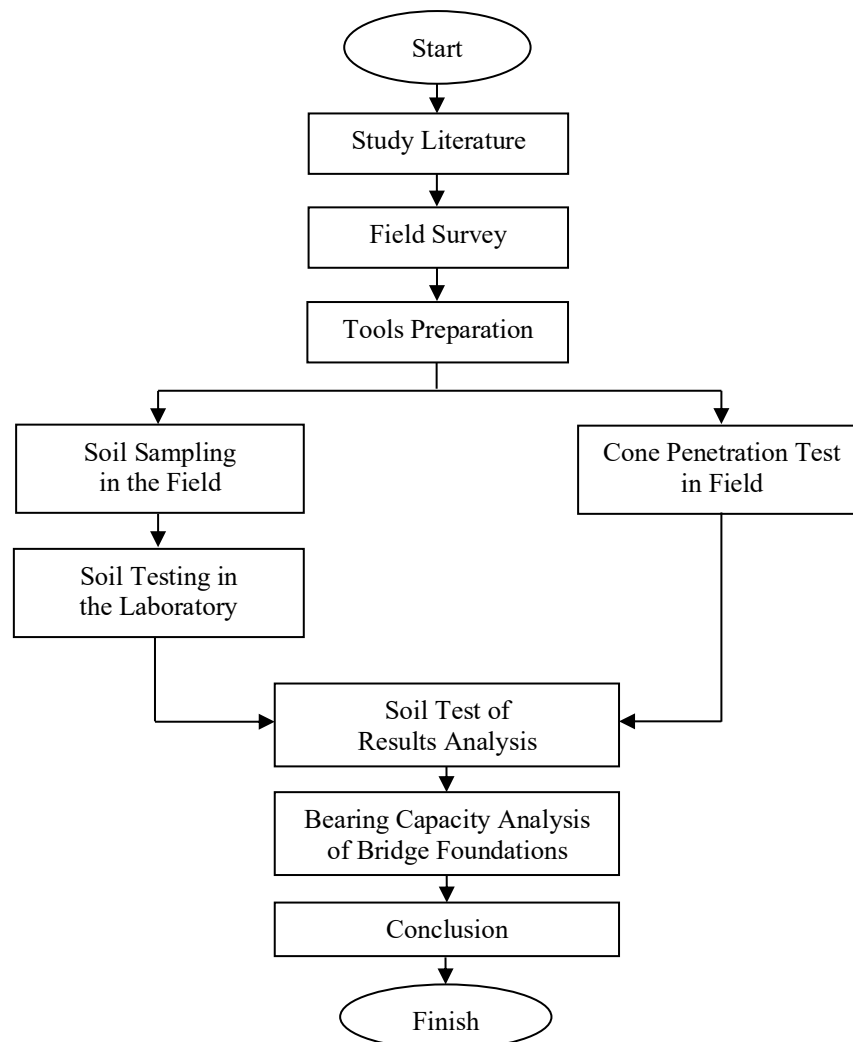 Start
Study Literature
Field Survey
Tools Preparation
Soil Sampling
in the Field
Cone Penetration Test
in Field
Soil Testing in
the Laboratory
Soil Test of
Results Analysis
Bearing Capacity Analysis
of Bridge Foundations
Conclusion
Finish